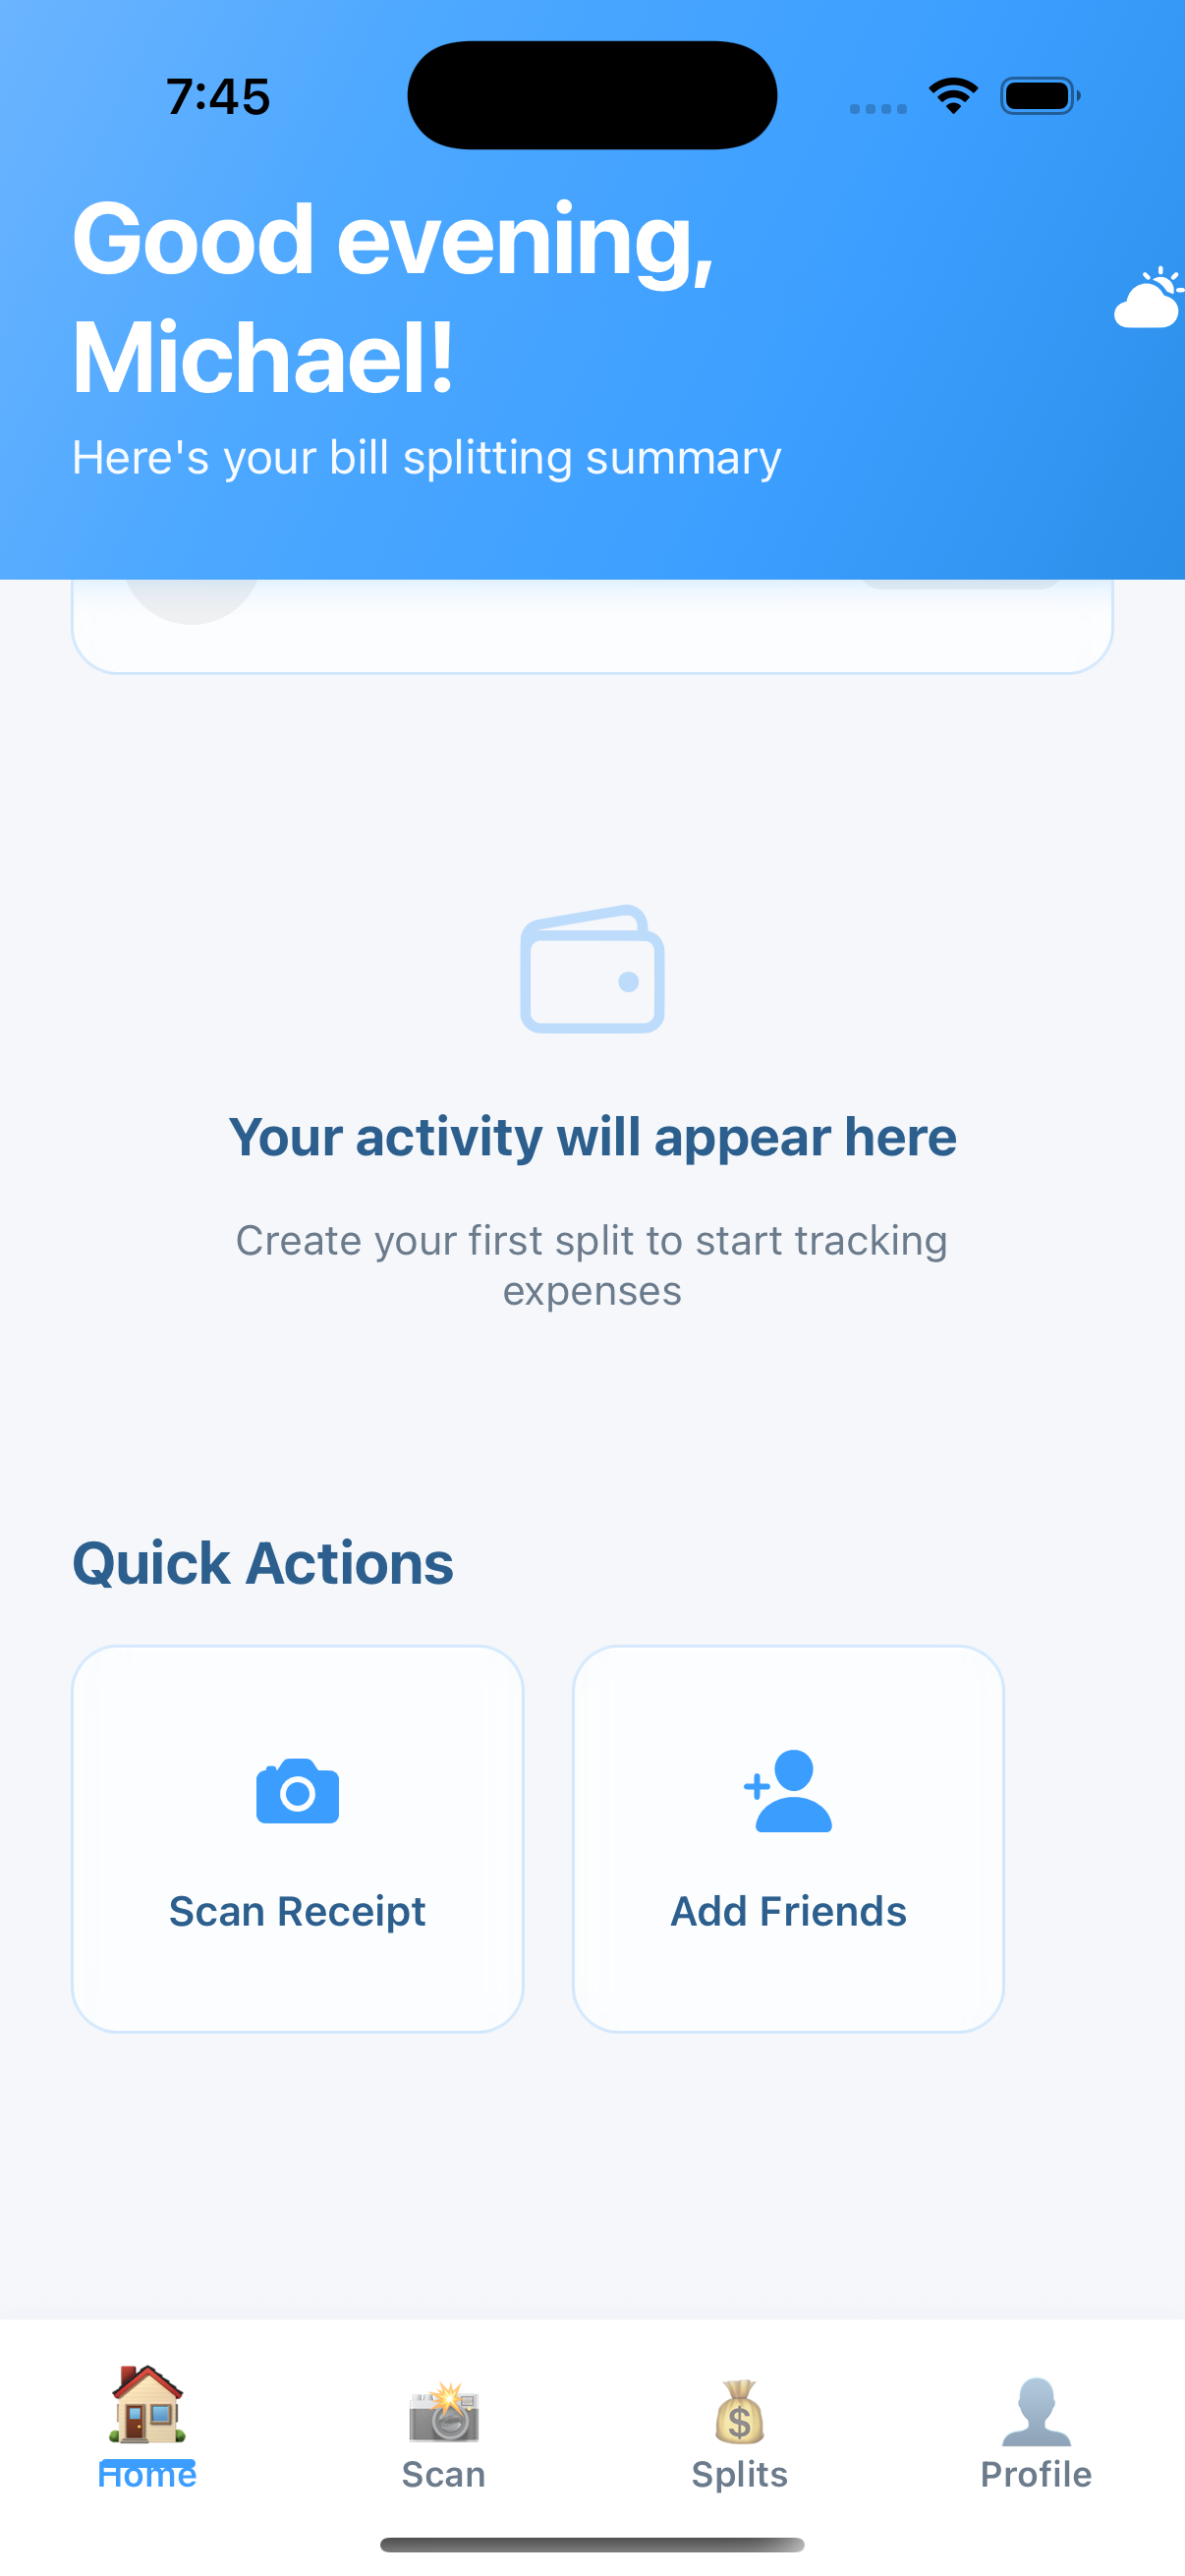 7:45
Good evening,
Michael!
Here's your bill splitting summary
Your activity will appear here
Create your first split to start tracking
expenses
Quick Actions
Scan Receipt
Add Friends
Home
Scan
Splits
Profile